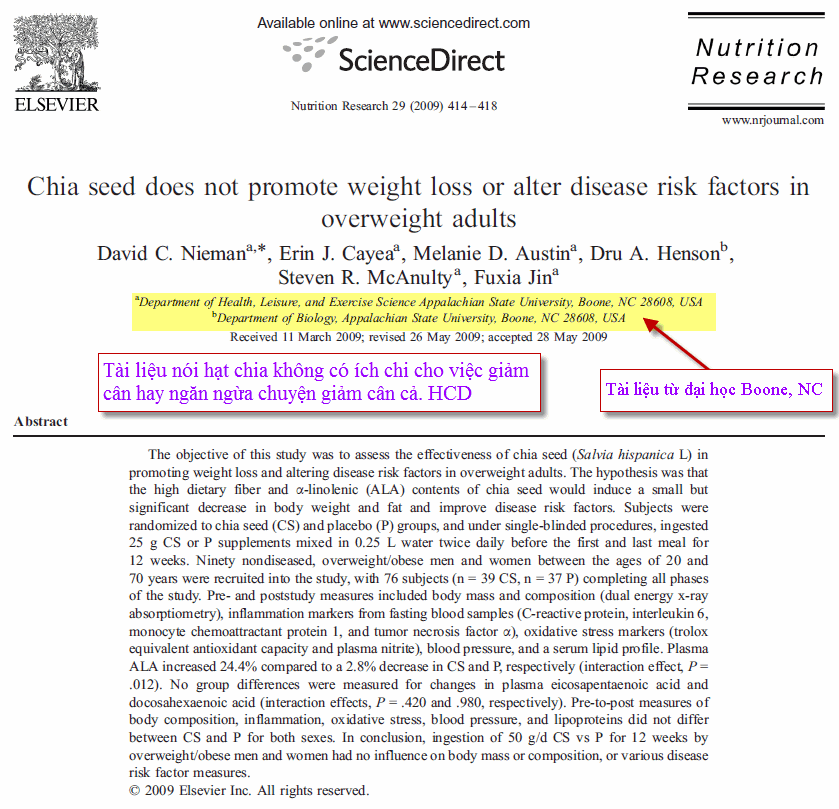 Available online at www.sciencedirect.com
ScienceDirect
ELSEVIER
Nutrition
Research
Nutrition Research 29 (2009) 414–418
www.nrjournal.com
Chia seed does not promote weight loss or alter disease risk factors in
overweight adults
David C. Nieman^a,*, Erin J. Cayea^a, Melanie D. Austin^a, Dru A. Henson^b,
Steven R. McAnulty^a, Fuxia Jin^a
^aDepartment of Health, Leisure, and Exercise Science Appalachian State University, Boone, NC 28608, USA
^bDepartment of Biology, Appalachian State University, Boone, NC 28608, USA
Received 11 March 2009; revised 26 May 2009; accepted 28 May 2009
Tài liệu nói hạt chia không có ích chi cho việc giảm
cân hay ngăn ngừa chuyện giảm cân cả. HCD
Tài liệu từ đại học Boone, NC
Abstract
The objective of this study was to assess the effectiveness of chia seed (Salvia hispanica L) in
promoting weight loss and altering disease risk factors in overweight adults. The hypothesis was that
the high dietary fiber and α-linolenic (ALA) contents of chia seed would induce a small but
significant decrease in body weight and fat and improve disease risk factors. Subjects were
randomized to chia seed (CS) and placebo (P) groups, and under single-blinded procedures, ingested
25 g CS or P supplements mixed in 0.25 L water twice daily before the first and last meal for
12 weeks. Ninety nondiseased, overweight/obese men and women between the ages of 20 and
70 years were recruited into the study, with 76 subjects (n = 39 CS, n = 37 P) completing all phases
of the study. Pre- and poststudy measures included body mass and composition (dual energy x-ray
absorptiometry), inflammation markers from fasting blood samples (C-reactive protein, interleukin 6,
monocyte chemoattractant protein 1, and tumor necrosis factor α), oxidative stress markers (trolox
equivalent antioxidant capacity and plasma nitrite), blood pressure, and a serum lipid profile. Plasma
ALA increased 24.4% compared to a 2.8% decrease in CS and P, respectively (interaction effect, P =
.012). No group differences were measured for changes in plasma eicosapentaenoic acid and
docosahexaenoic acid (interaction effects, P = .420 and .980, respectively). Pre-to-post measures of
body composition, inflammation, oxidative stress, blood pressure, and lipoproteins did not differ
between CS and P for both sexes. In conclusion, ingestion of 50 g/d CS vs P for 12 weeks by
overweight/obese men and women had no influence on body mass or composition, or various disease
risk factor measures.
© 2009 Elsevier Inc. All rights reserved.